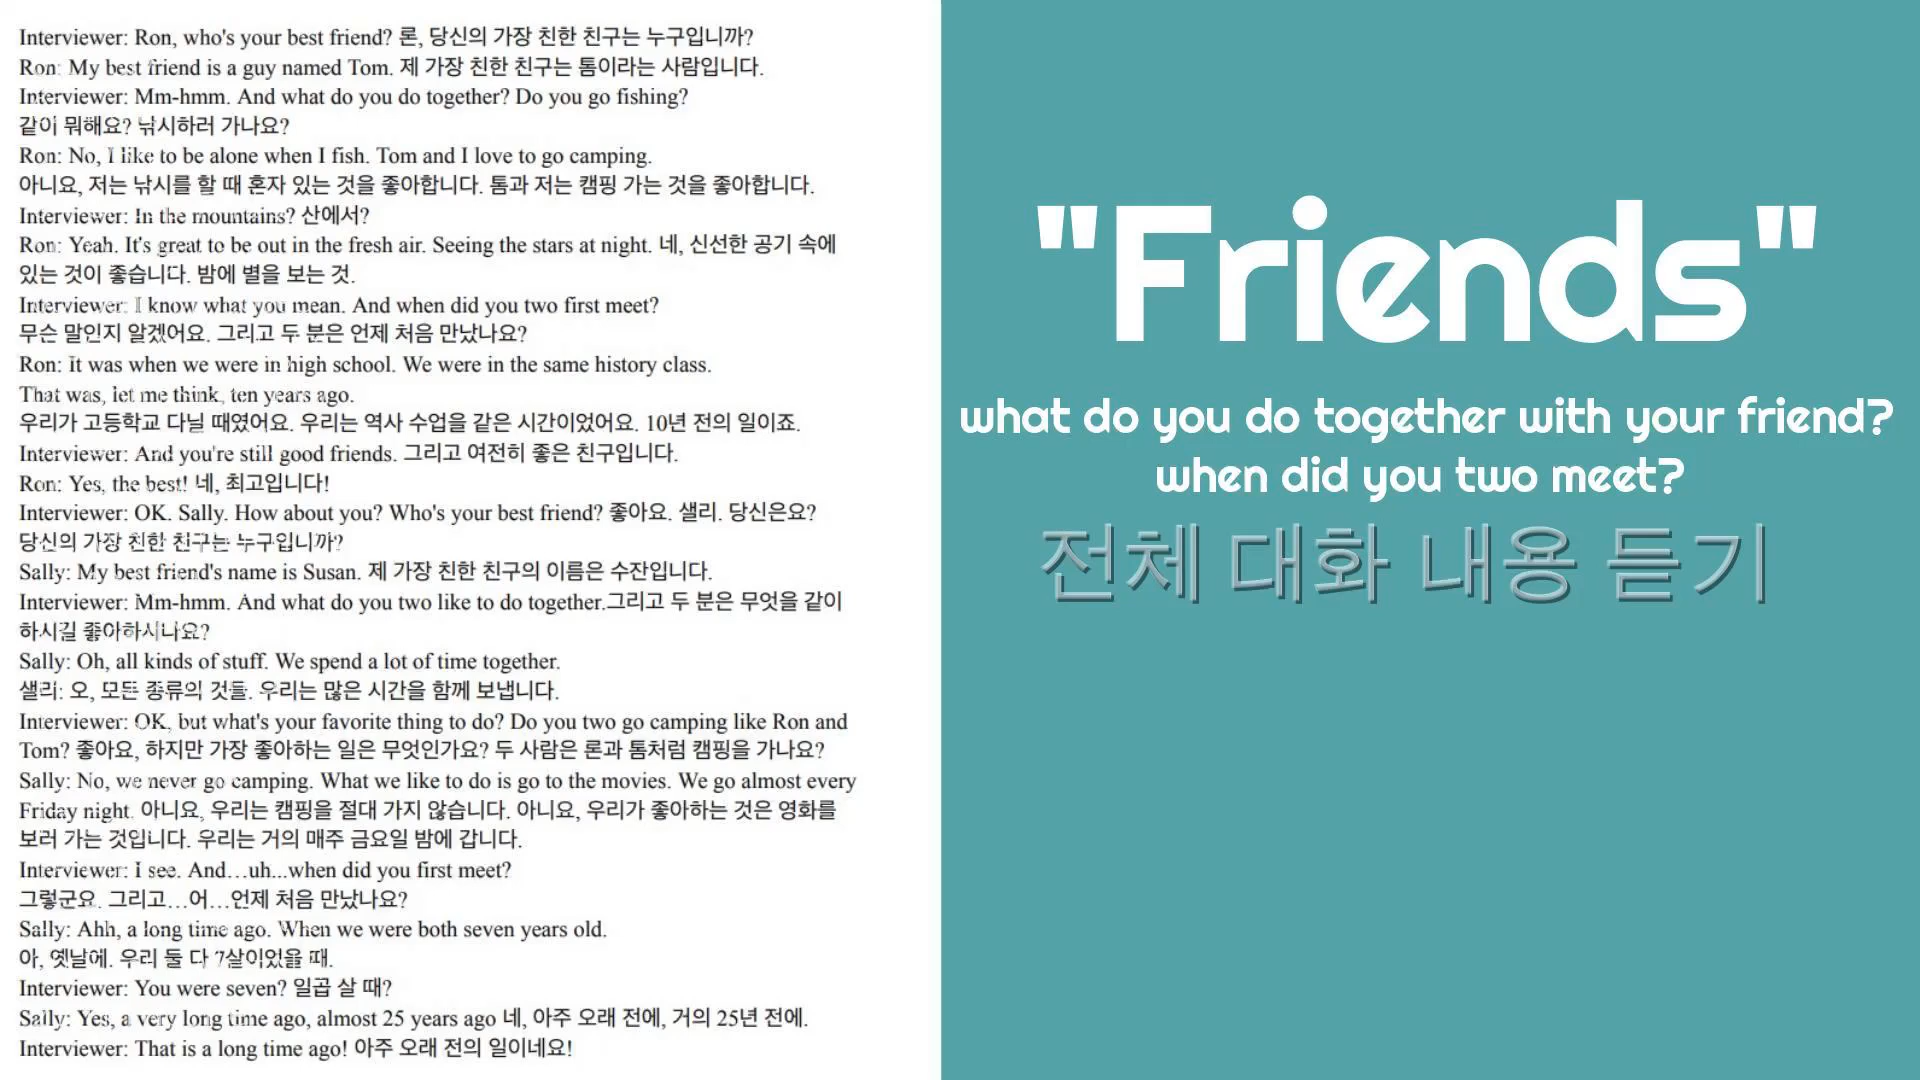 Interviewer: Ron, who's your best friend? 론, 당신의 가장 친한 친구는 누구입니까?
Ron: My best friend is a guy named Tom. 제 가장 친한 친구는 톰이라는 사람입니다.
Interviewer: Mm-hmm. And what do you do together? Do you go fishing?
같이 뭐해요? 낚시하러 가나요?
Ron: No, I like to be alone when I fish. Tom and I love to go camping.
아니요, 저는 낚시를 할 때 혼자 있는 것을 좋아합니다. 톰과 저는 캠핑 가는 것을 좋아합니다.
Interviewer: In the mountains? 산에서?
Ron: Yeah. It's great to be out in the fresh air. Seeing the stars at night. 네, 신선한 공기 속에
있는 것이 좋습니다. 밤에 별을 보는 것.
Interviewer: I know what you mean. And when did you two first meet?
무슨 말인지 알겠어요. 그리고 두 분은 언제 처음 만났나요?
Ron: It was when we were in high school. We were in the same history class.
That was, let me think, ten years ago.
우리가 고등학교 다닐 때였어요. 우리는 역사 수업을 같은 시간이었어요. 10년 전의 일이죠.
Interviewer: And you're still good friends. 그리고 여전히 좋은 친구입니다.
Ron: Yes, the best! 네, 최고입니다!
Interviewer: OK. Sally. How about you? Who's your best friend? 좋아요. 샐리. 당신은요?
당신의 가장 친한 친구는 누구입니까?
Sally: My best friend's name is Susan. 제 가장 친한 친구의 이름은 수잔입니다.
Interviewer: Mm-hmm. And what do you two like to do together.그리고 두 분은 무엇을 같이
하시길 좋아하시나요?
Sally: Oh, all kinds of stuff. We spend a lot of time together.
샐리: 오, 모든 종류의 것들. 우리는 많은 시간을 함께 보냅니다.
Interviewer: OK, but what's your favorite thing to do? Do you two go camping like Ron and
Tom? 좋아요, 하지만 가장 좋아하는 일은 무엇인가요? 두 사람은 론과 톰처럼 캠핑을 가나요?
Sally: No, we never go camping. What we like to do is go to the movies. We go almost every
Friday night. 아니요, 우리는 캠핑을 절대 가지 않습니다. 아니요, 우리가 좋아하는 것은 영화를
보러 가는 것입니다. 우리는 거의 매주 금요일 밤에 갑니다.
Interviewer: I see. And…uh...when did you first meet?
그렇군요. 그리고…어…언제 처음 만났나요?
Sally: Ahh, a long time ago. When we were both seven years old.
아, 옛날에. 우리 둘 다 7살이었을 때.
Interviewer: You were seven? 일곱 살 때?
Sally: Yes, a very long time ago, almost 25 years ago 네, 아주 오래 전에, 거의 25년 전에.
Interviewer: That is a long time ago! 아주 오래 전의 일이네요!
"Friends"
what do you do together with your friend?
when did you two meet?
전체 대화 내용 듣기